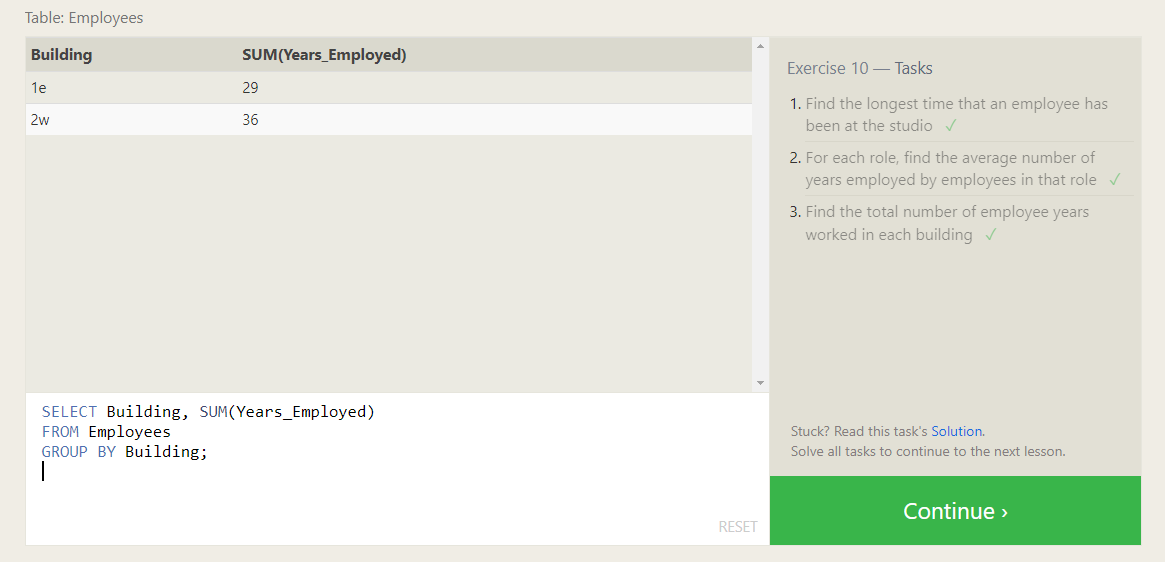 Table: Employees
Building SUM(Years_Employed)
1e 29
2w 36
SELECT Building, SUM(Years_Employed)
FROM Employees
GROUP BY Building;
RESET
Exercise 10 — Tasks
1. Find the longest time that an employee has
been at the studio ✓
2. For each role, find the average number of
years employed by employees in that role ✓
3. Find the total number of employee years
worked in each building ✓
Stuck? Read this task's Solution.
Solve all tasks to continue to the next lesson.
Continue ›